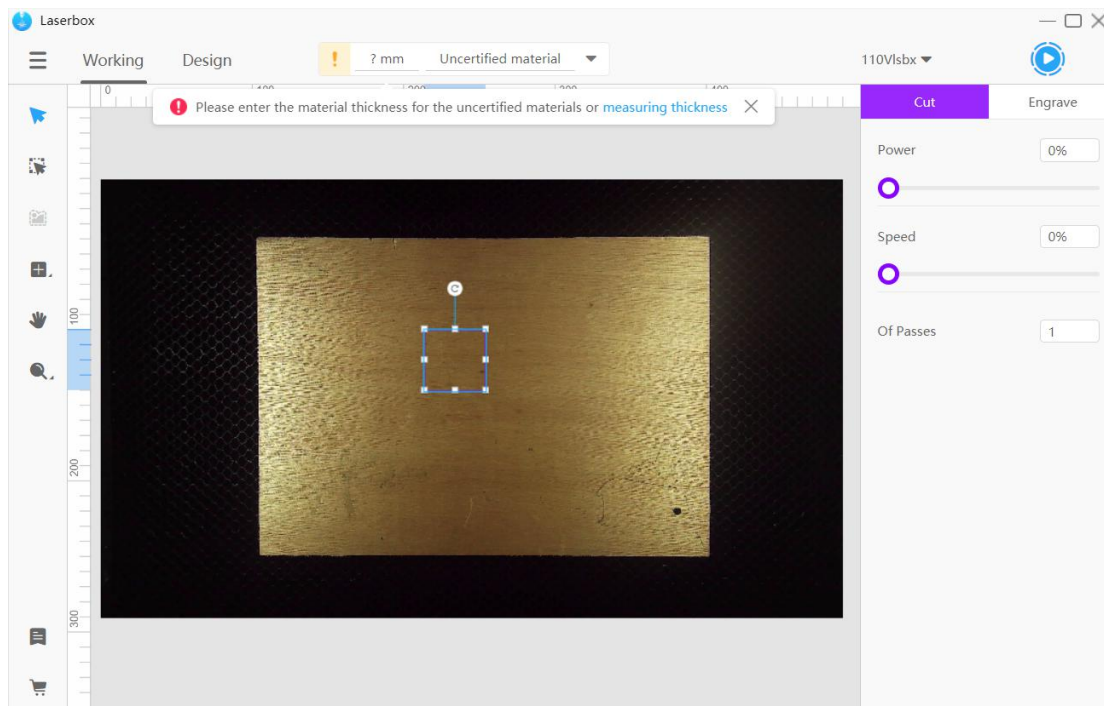 Laserbox
Working Design ! ? mm Uncertified material 110Vlsbx
0 100 200 300 400
! Please enter the material thickness for the uncertified materials or measuring thickness
Cut Engrave
Power 0%
Speed 0%
100
Of Passes 1
200
300